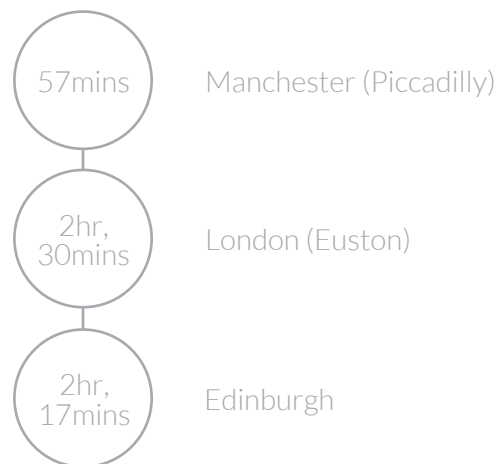 57mins
Manchester (Piccadilly)
2hr,
30mins
London (Euston)
2hr,
17mins
Edinburgh